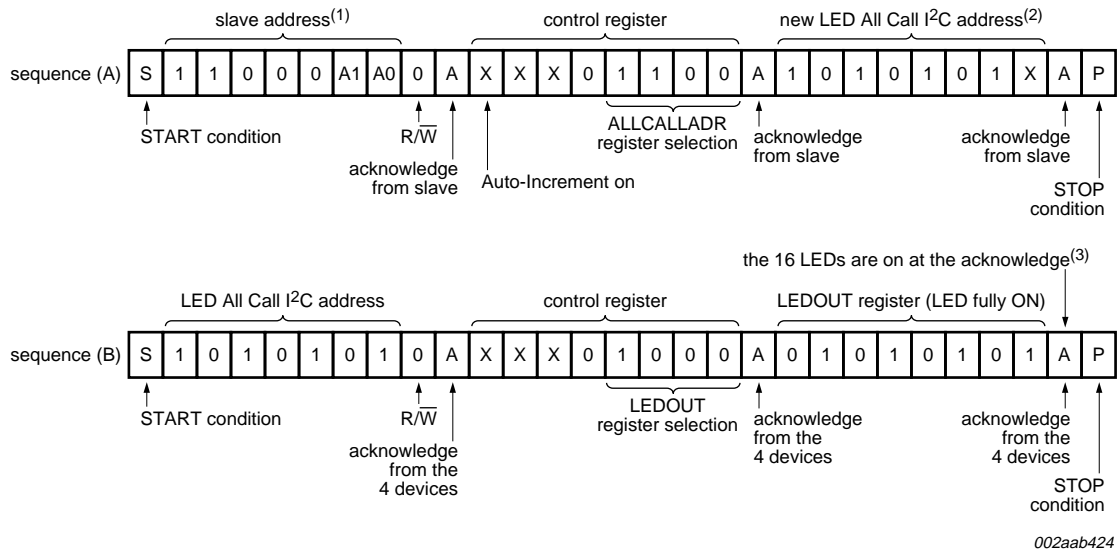 slave address(1)
control register
new LED All Call I2C address(2)
sequence (A) S 1 1 0 0 0 A1 A0 0 A X X X 0 1 1 0 0 A 1 0 1 0 1 0 1 X A P
START condition
R/W
acknowledge
from slave
Auto-Increment on
ALLCALLADR
register selection
acknowledge
from slave
acknowledge
from slave
STOP
condition
the 16 LEDs are on at the acknowledge(3)
LED All Call I2C address
control register
LEDOUT register (LED fully ON)
sequence (B) S 1 0 1 0 1 0 1 0 A X X X 0 1 0 0 0 A 0 1 0 1 0 1 0 1 A P
START condition
R/W
acknowledge
from the
4 devices
LEDOUT
register selection
acknowledge
from the
4 devices
acknowledge
from the
4 devices
STOP
condition
002aab424